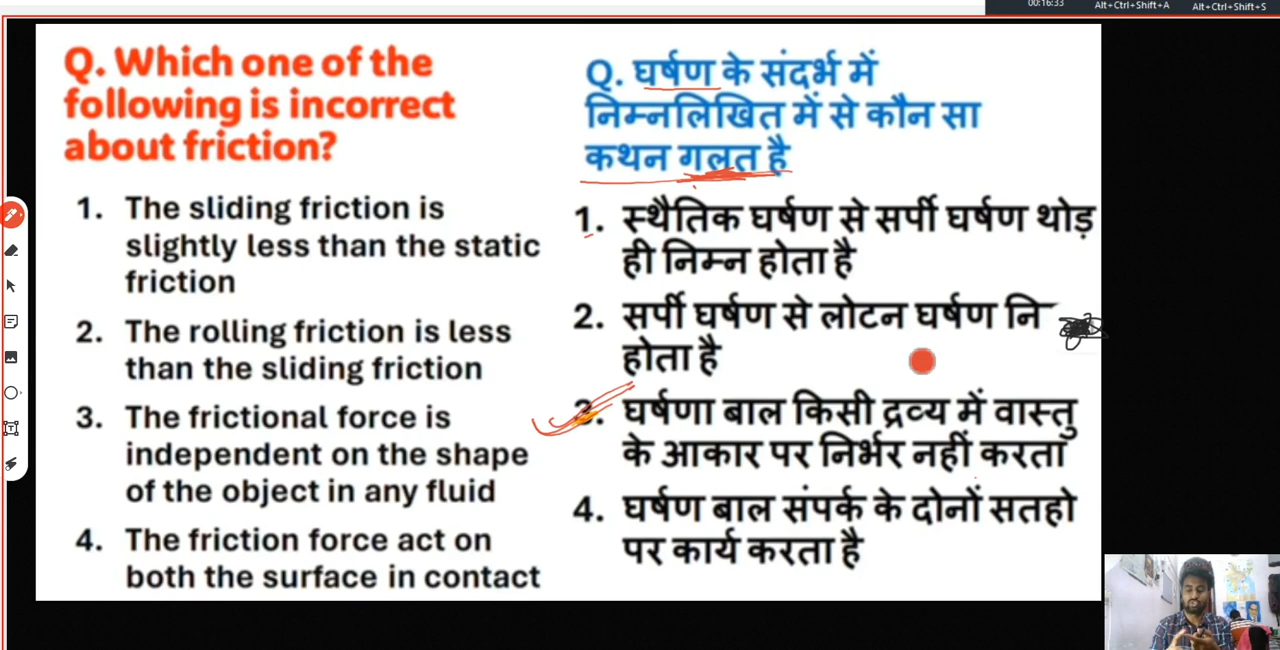 00:16:33
Alt+Ctrl+Shift+A
Alt+Ctrl+Shift+S
Q. Which one of the
following is incorrect
about friction?
1. The sliding friction is
slightly less than the static
friction
2. The rolling friction is less
than the sliding friction
3. The frictional force is
independent on the shape
of the object in any fluid
4. The friction force act on
both the surface in contact
Q. घर्षण के संदर्भ में
निम्नलिखित में से कौन सा
कथन गलत है
1. स्थैतिक घर्षण से सर्पी घर्षण थोड़
ही निम्न होता है
2. सर्पी घर्षण से लोटन घर्षण नि
होता है
3. घर्षणा बाल किसी द्रव्य में वास्तु
के आकार पर निर्भर नहीं करता
4. घर्षण बाल संपर्क के दोनों सतहो
पर कार्य करता है